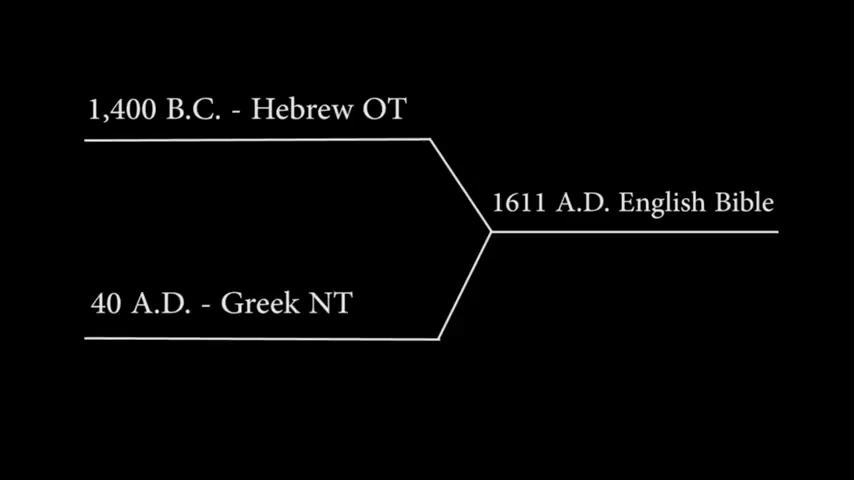 1,400 B.C. - Hebrew OT
1611 A.D. English Bible
40 A.D. - Greek NT